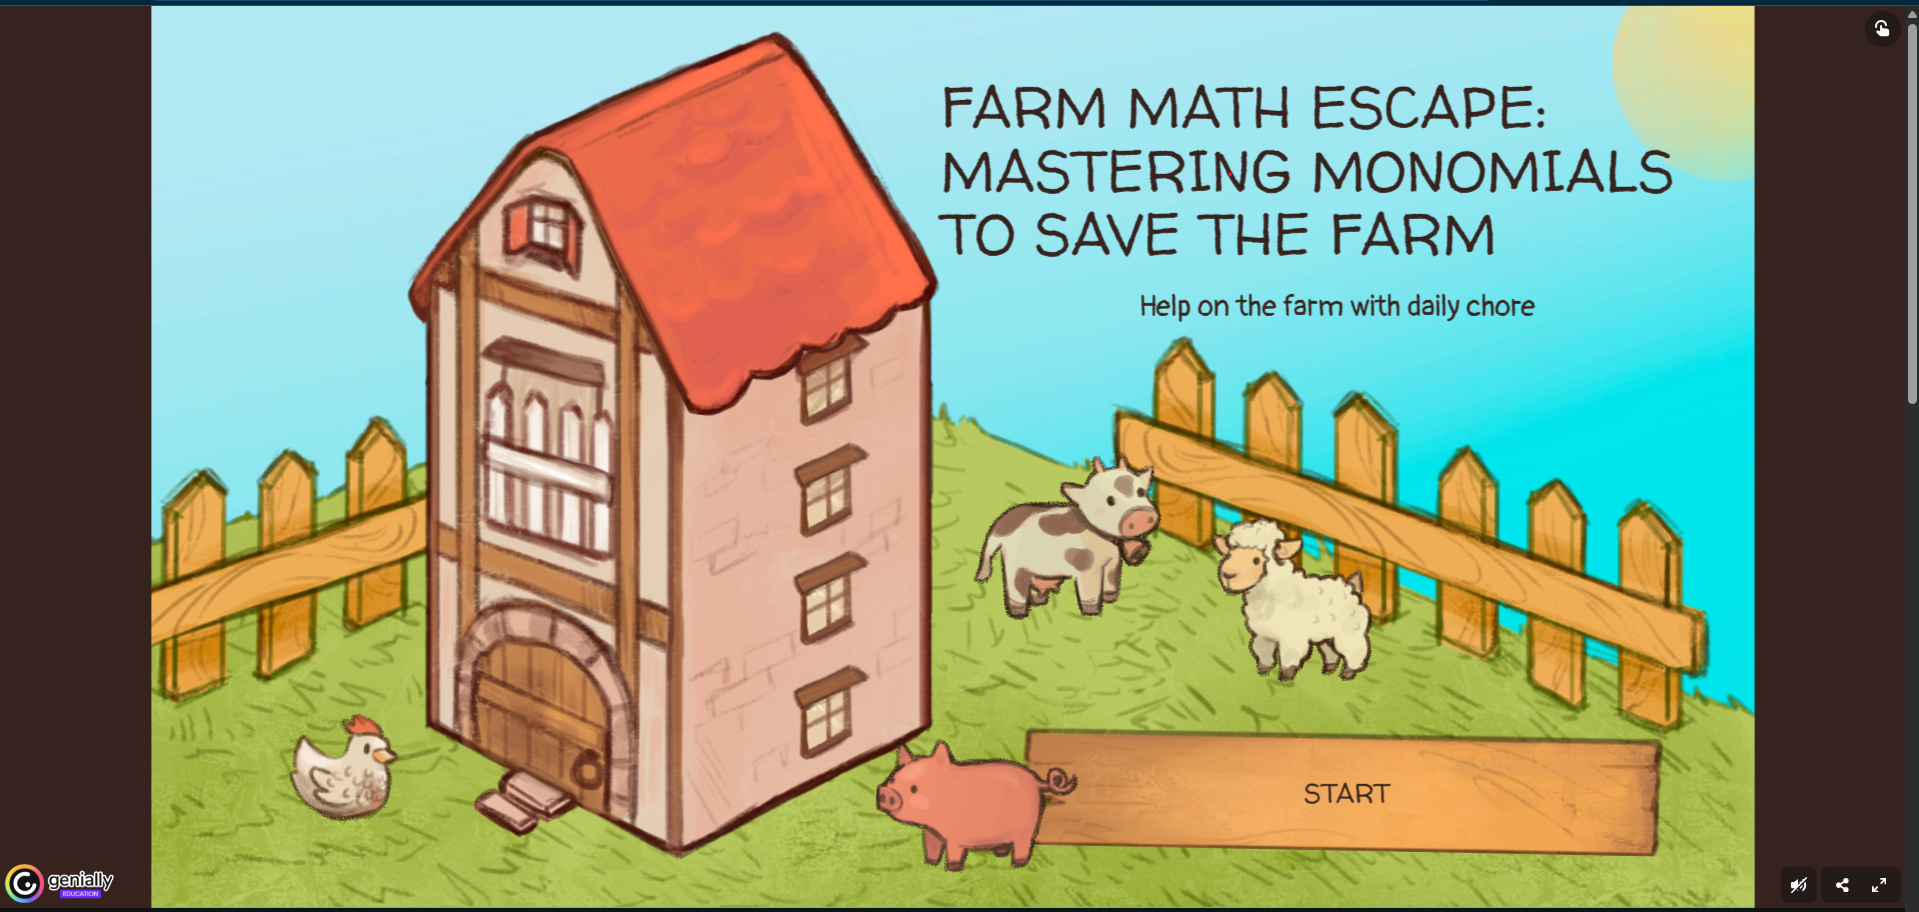 FARM MATH ESCAPE:
MASTERING MONOMIALS
TO SAVE THE FARM
Help on the farm with daily chore
START
genially
EDUCATION